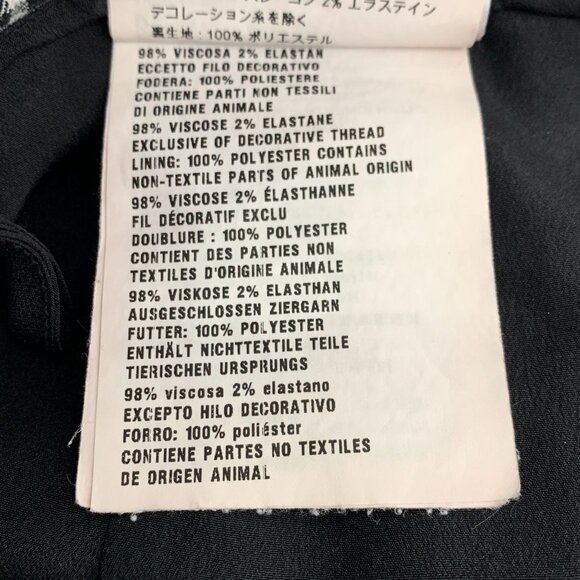 2% エラステイン
デコレーション糸を除く
裏生地：100% ポリエステル
98% VISCOSA 2% ELASTAN
ECCETTO FILO DECORATIVO
FODERA: 100% POLIESTERE
CONTIENE PARTI NON TESSILI
DI ORIGINE ANIMALE
98% VISCOSE 2% ELASTANE
EXCLUSIVE OF DECORATIVE THREAD
LINING: 100% POLYESTER CONTAINS
NON-TEXTILE PARTS OF ANIMAL ORIGIN
98% VISCOSE 2% ÉLASTHANNE
FIL DÉCORATIF EXCLU
DOUBLURE : 100% POLYESTER
CONTIENT DES PARTIES NON
TEXTILES D'ORIGINE ANIMALE
98% VISKOSE 2% ELASTHAN
AUSGESCHLOSSEN ZIERGARN
FUTTER: 100% POLYESTER
ENTHÄLT NICHTTEXTILE TEILE
TIERISCHEN URSPRUNGS
98% viscosa 2% elastano
EXCEPTO HILO DECORATIVO
FORRO: 100% poliéster
CONTIENE PARTES NO TEXTILES
DE ORIGEN ANIMAL